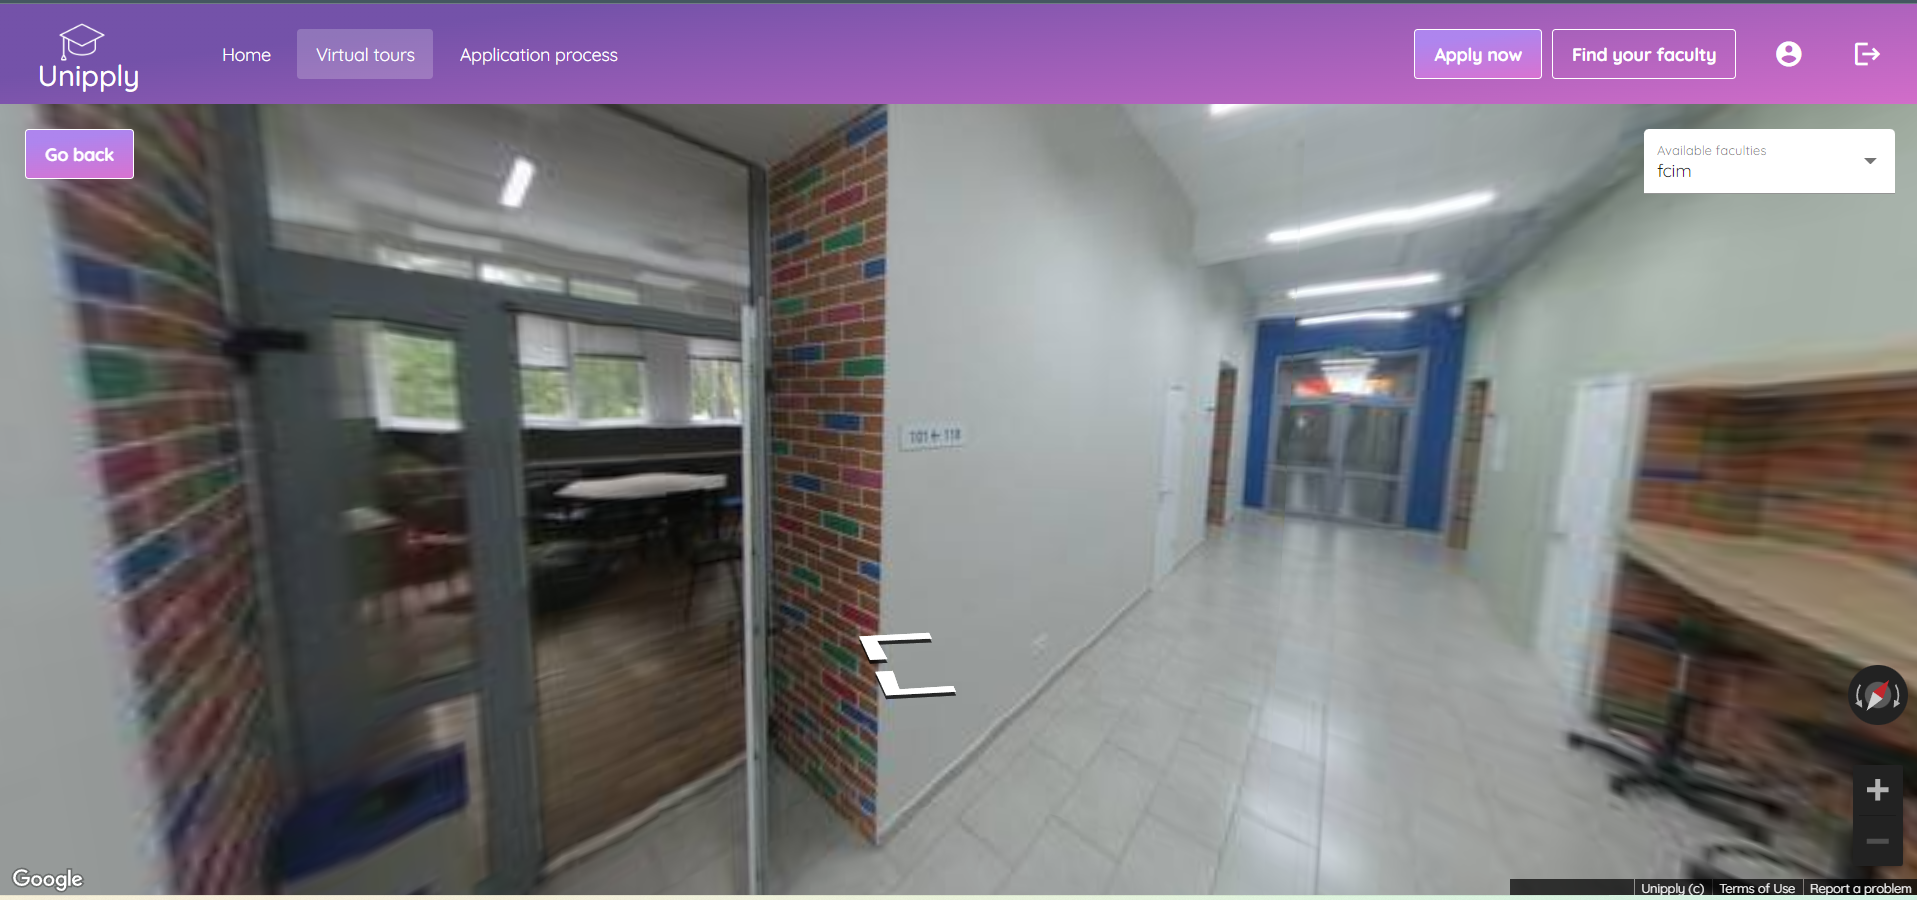 Unipply
Home
Virtual tours
Application process
Apply now
Find your faculty
Go back
Available faculties
fcim
101 ← 118
Google
Unipply (c)
Terms of Use
Report a problem